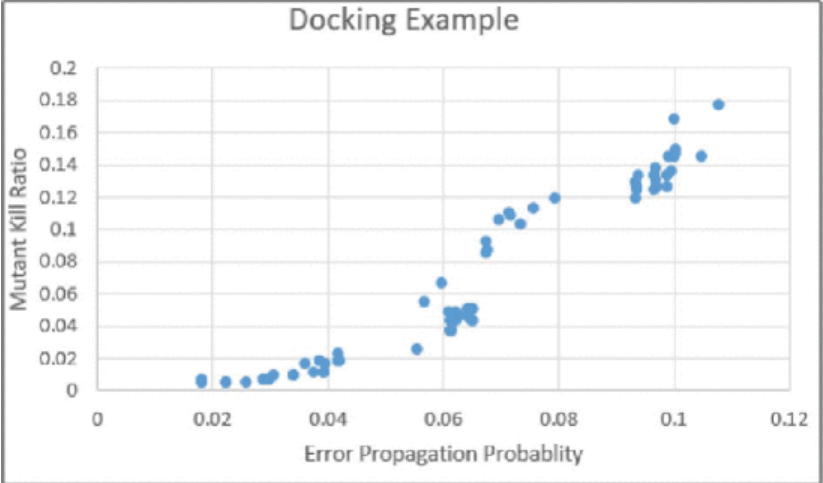 Docking Example
0.2
0.18
0.16
0.14
0.12
0.1
0.08
0.06
0.04
0.02
0
Mutant Kill Ratio
0 0.02 0.04 0.06 0.08 0.1 0.12
Error Propagation Probablity